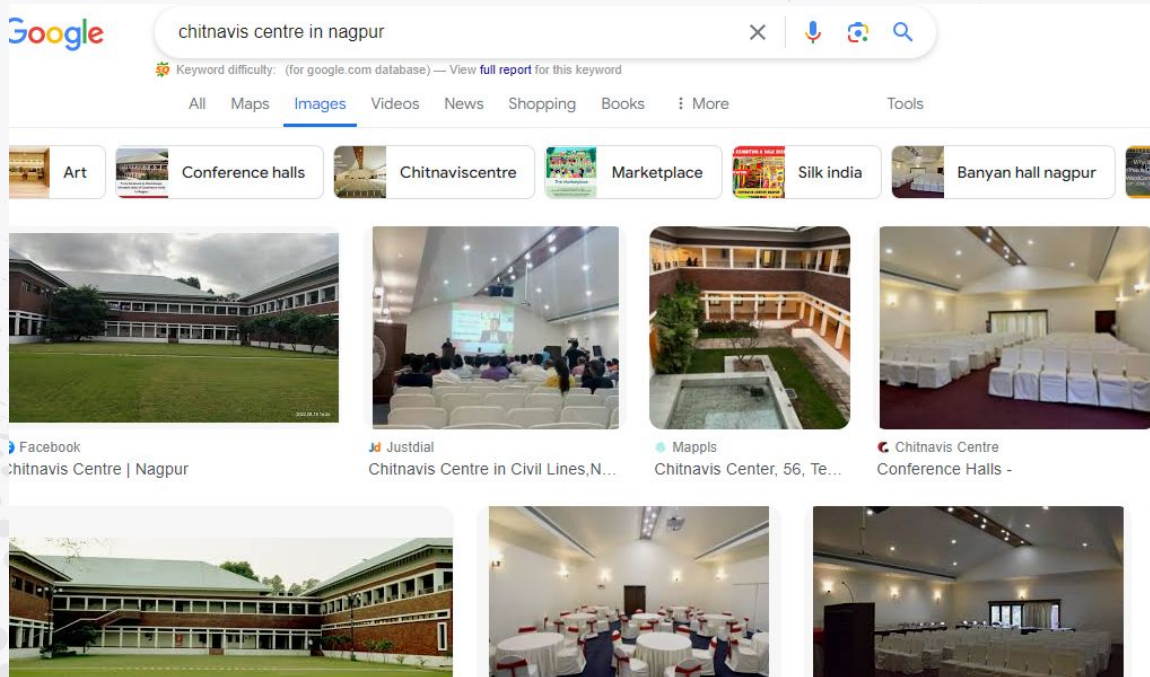 Google
chitnavis centre in nagpur
Keyword difficulty: (for google.com database) — View full report for this keyword
All Maps Images Videos News Shopping Books More
Tools
Art
Conference halls
Chitnaviscentre
Marketplace
Silk india
Banyan hall nagpur
Facebook
Chitnavis Centre | Nagpur
Jd Justdial
Chitnavis Centre in Civil Lines,N...
Mappls
Chitnavis Center, 56, Te...
Chitnavis Centre
Conference Halls -